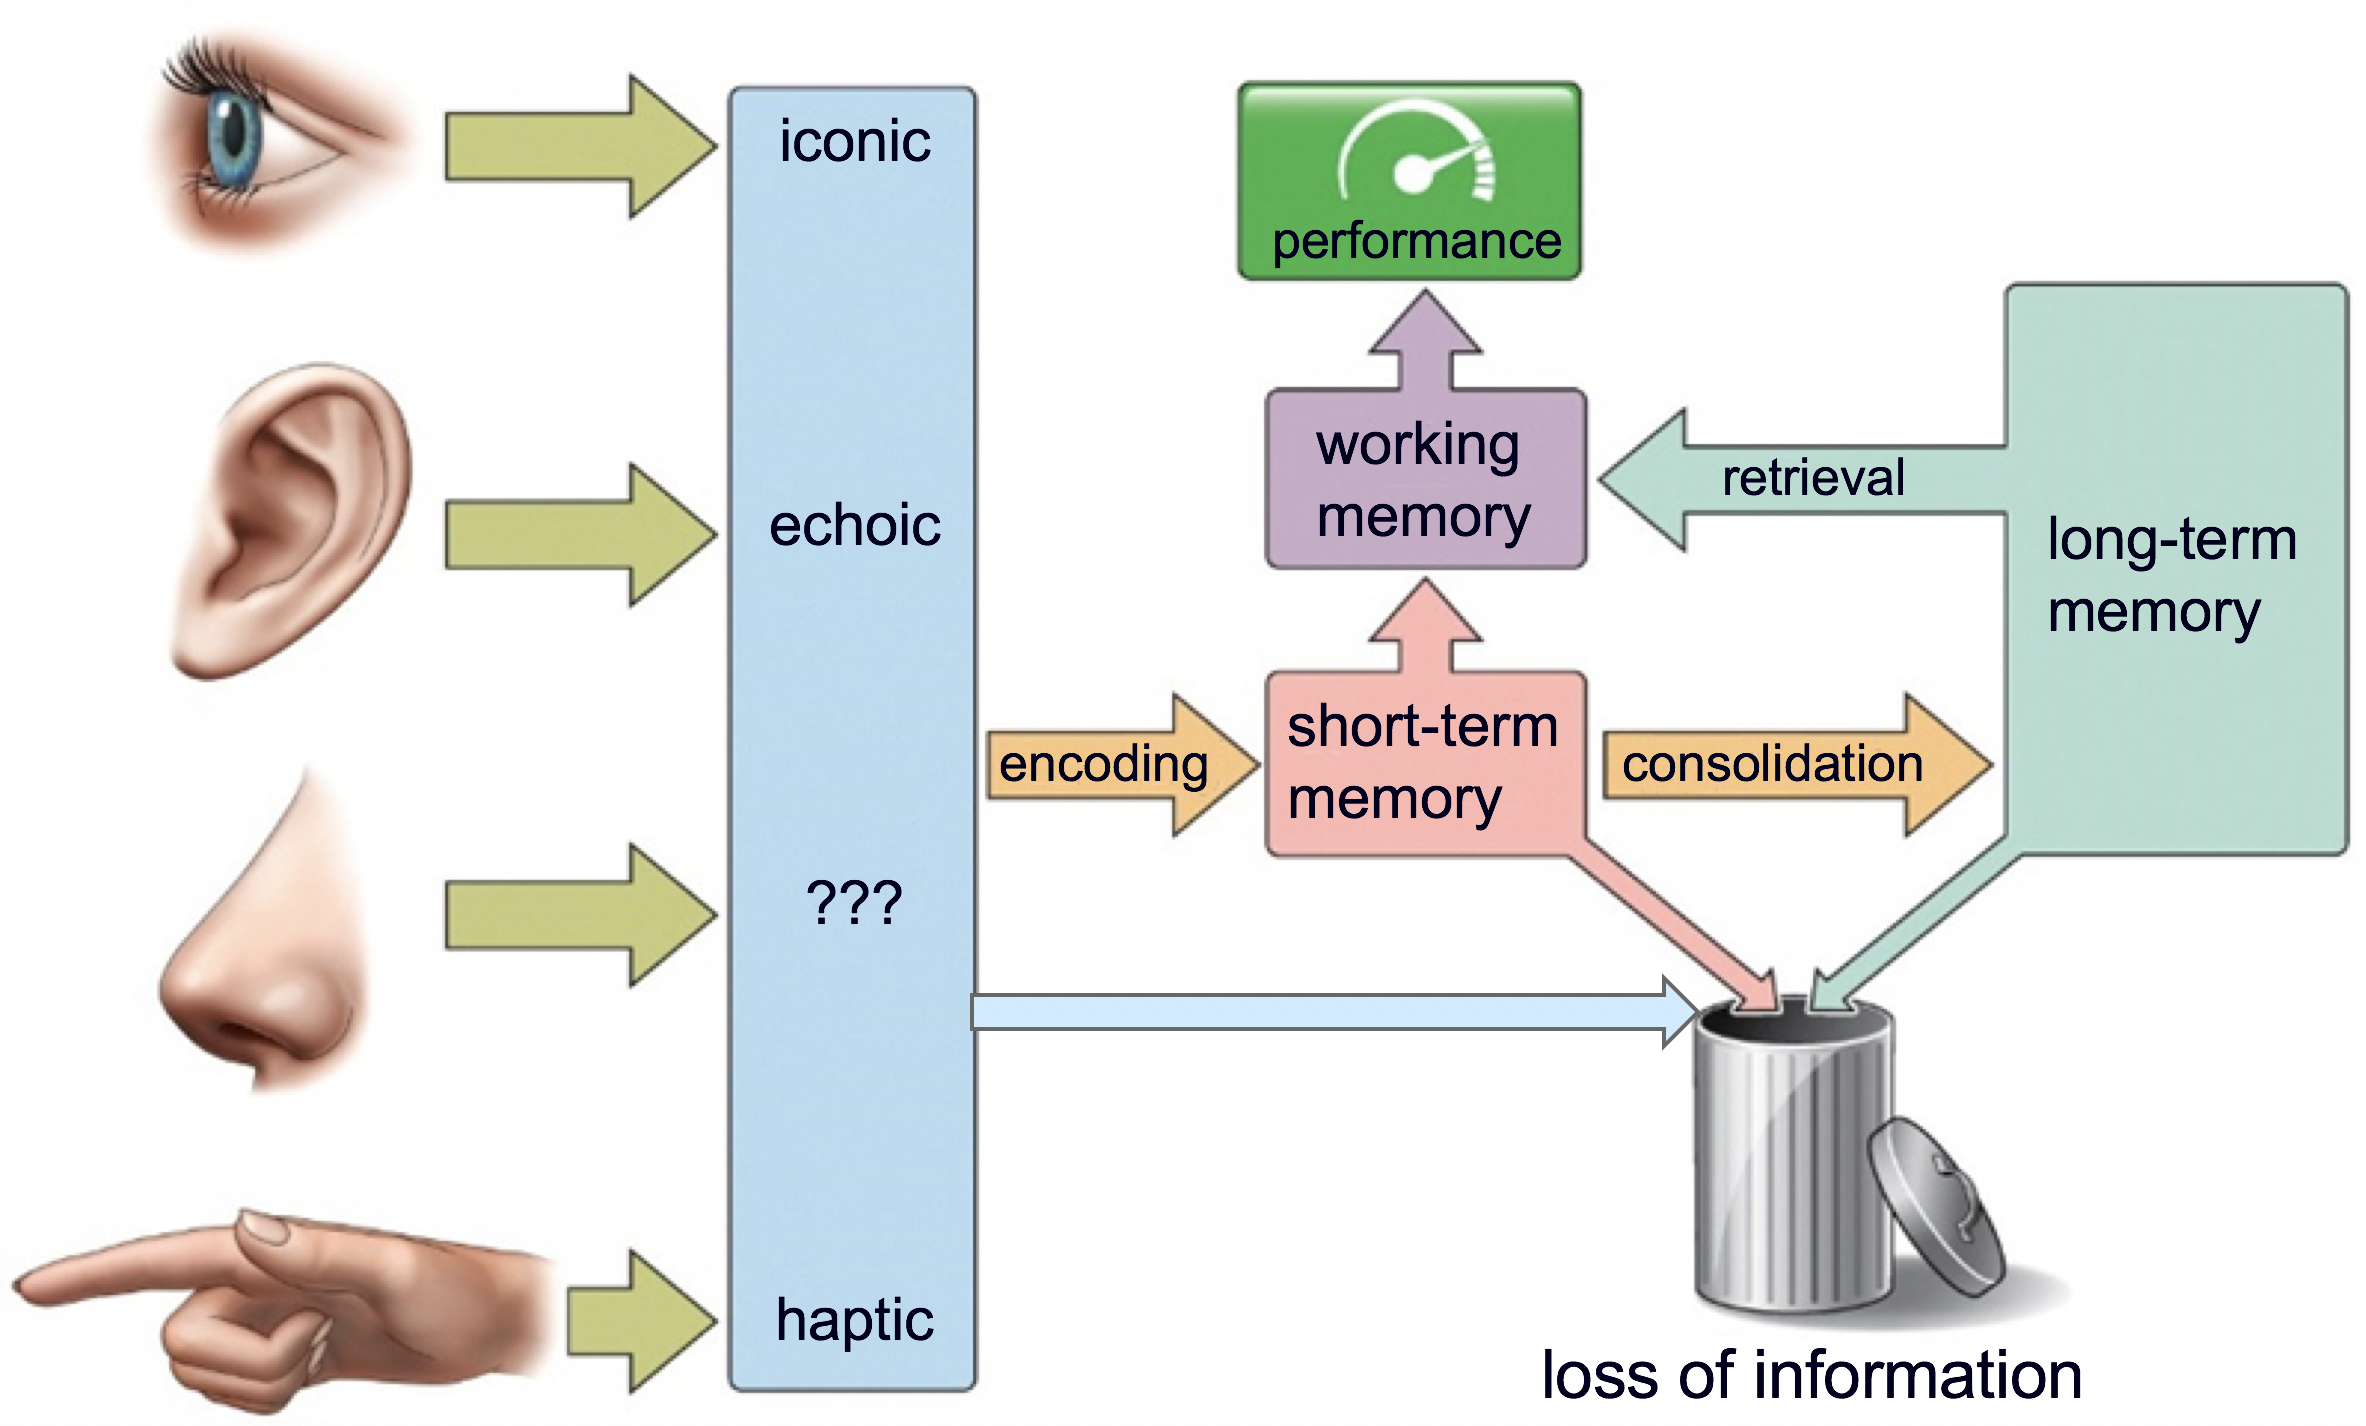 iconic
echoic
???
haptic
encoding
performance
working
memory
short-term
memory
retrieval
consolidation
long-term
memory
loss of information